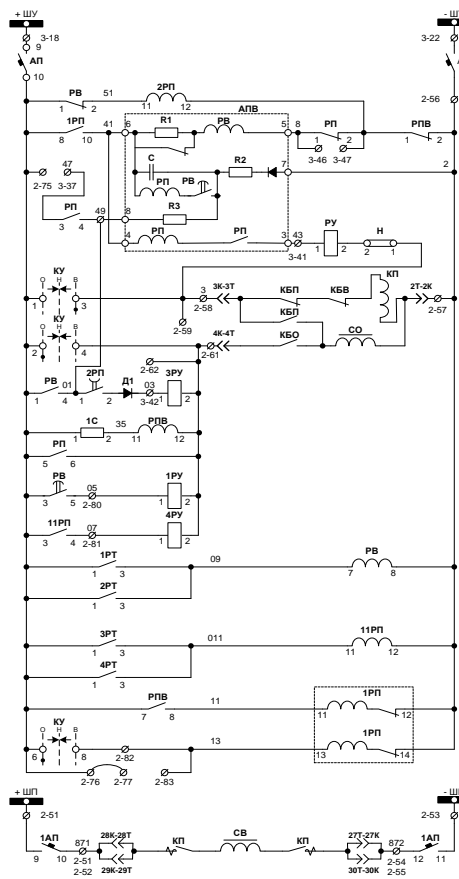 + ШУ - Ш
3-18 3-22
9
АП
10 2-56
РВ 51 2РП
1 2 11 12 АПВ
1РП 41 6 R1 РВ 5 8 РП РПВ
8 10 1 2 1 2
3-46 3-47
C R2 7 2
47
2-75 3-37 РП РВ
РП 49 8 R3
3 4
4 РП РП 3 43 РУ Н
3-41 1 2 2 1
КУ О Н В 3 3К-3Т КБП КБВ КП 2Т-2К
1 3 2-58 2-57
2-59 КБП
КУ О Н В СО
2 4 2-61 4К-4Т КБО
2-62
РВ 01 2РП Д1 03 3РУ
1 4 1 2 3-42 1 2
1С 35 РПВ
1 2 11 12
РП
5 6
РВ 05 1РУ
3 5 2-80 1 2
11РП 07 4РУ
3 4 2-81 1 2
1РТ 09 РВ
1 3 7 8
2РТ
1 3
3РТ 011 11РП
1 3 11 12
4РТ
1 3
РПВ 11 1РП
7 8 11 12
КУ О Н В 13 1РП
6 8 2-82 13 14
2-76 2-77 2-83
+ ШП - Ш
2-51 2-53
1АП 871 28К-28Т КП СВ КП 27Т-27К 872 1АП
9 10 2-51 2-54 12 11
2-52 29К-29Т 30Т-30К 2-55